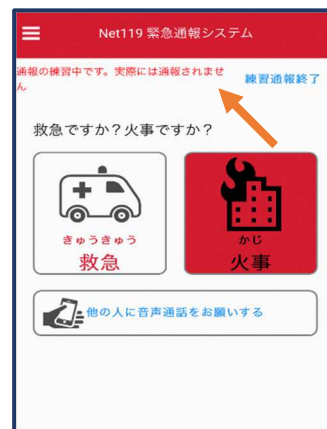 Net119 緊急通報システム
通報の練習中です。実際には通報されませ
ん
練習通報終了
救急ですか？火事ですか？
きゅうきゅう
救急
かじ
火事
他の人に音声通話をお願いする